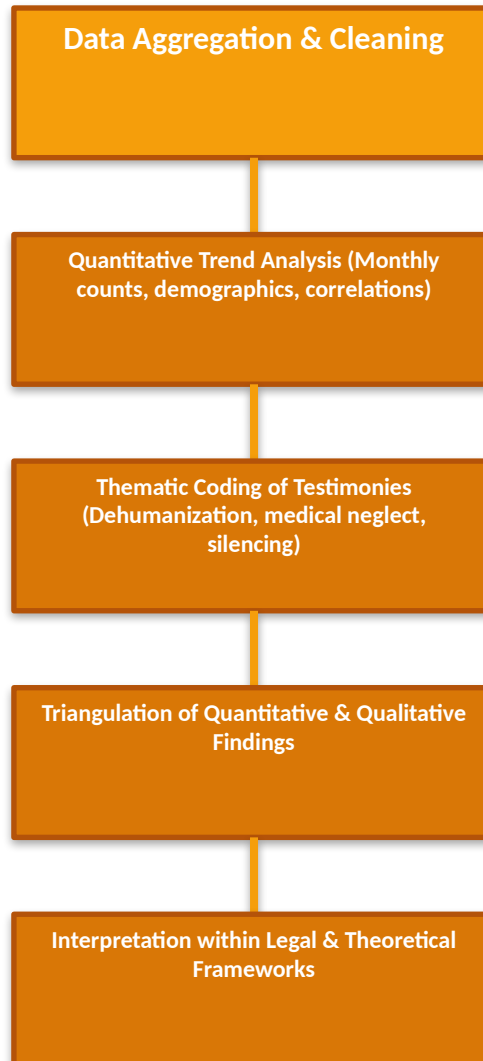 Data Aggregation & Cleaning
Quantitative Trend Analysis (Monthly
counts, demographics, correlations)
Thematic Coding of Testimonies
(Dehumanization, medical neglect,
silencing)
Triangulation of Quantitative & Qualitative
Findings
Interpretation within Legal & Theoretical
Frameworks